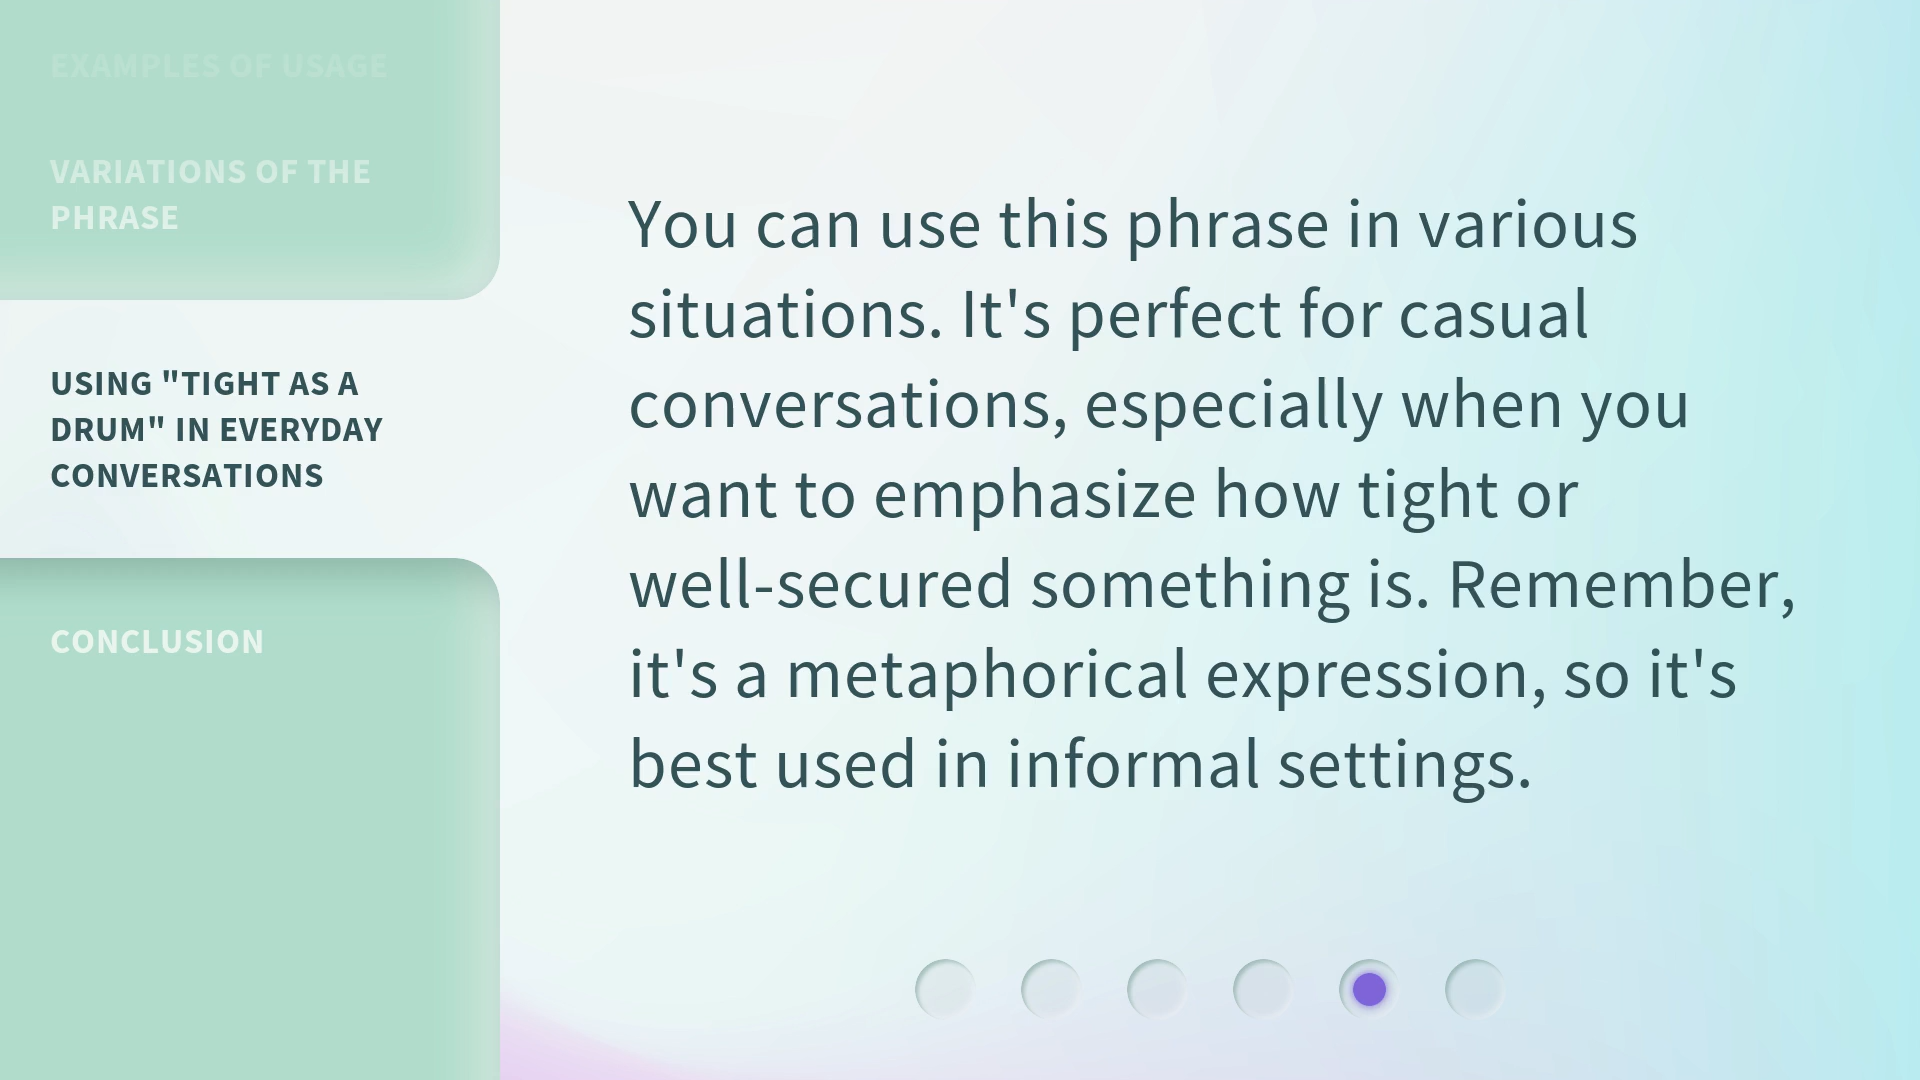 EXAMPLES OF USAGE
VARIATIONS OF THE
PHRASE
USING "TIGHT AS A
DRUM" IN EVERYDAY
CONVERSATIONS
CONCLUSION
You can use this phrase in various
situations. It's perfect for casual
conversations, especially when you
want to emphasize how tight or
well-secured something is. Remember,
it's a metaphorical expression, so it's
best used in informal settings.